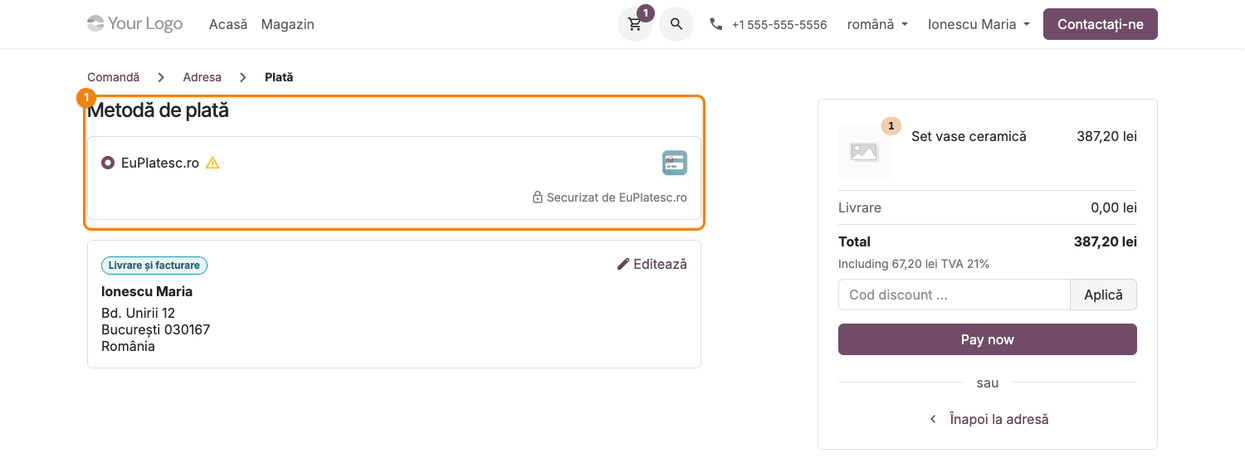 Your Logo
Acasă Magazin
1
+1 555-555-5556
română
Ionescu Maria
Contactați-ne
Comandă Adresa Plată
1
Metodă de plată
EuPlatesc.ro
Securizat de EuPlatesc.ro
Livrare și facturare
Editează
Ionescu Maria
Bd. Unirii 12
București 030167
România
1
Set vase ceramică 387,20 lei
Livrare 0,00 lei
Total 387,20 lei
Including 67,20 lei TVA 21%
Cod discount ... Aplică
Pay now
sau
Înapoi la adresă